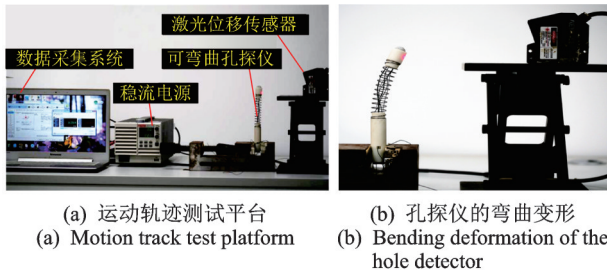 激光位移传感器
数据采集系统
可弯曲孔探仪
稳流电源
(a) 运动轨迹测试平台
(a) Motion track test platform
(b) 孔探仪的弯曲变形
(b) Bending deformation of the
hole detector